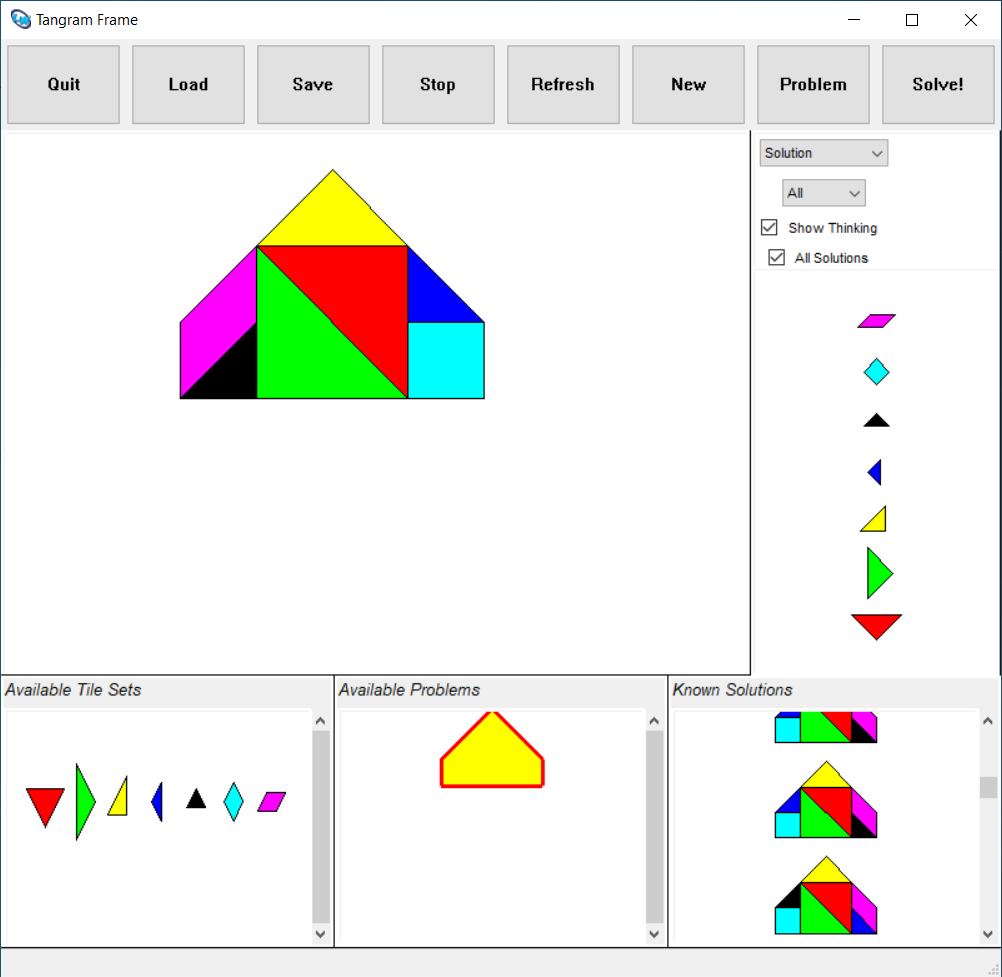 Tangram Frame
Quit Load Save Stop Refresh New Problem Solve!
Solution
All
Show Thinking
All Solutions
Available Tile Sets
Available Problems
Known Solutions